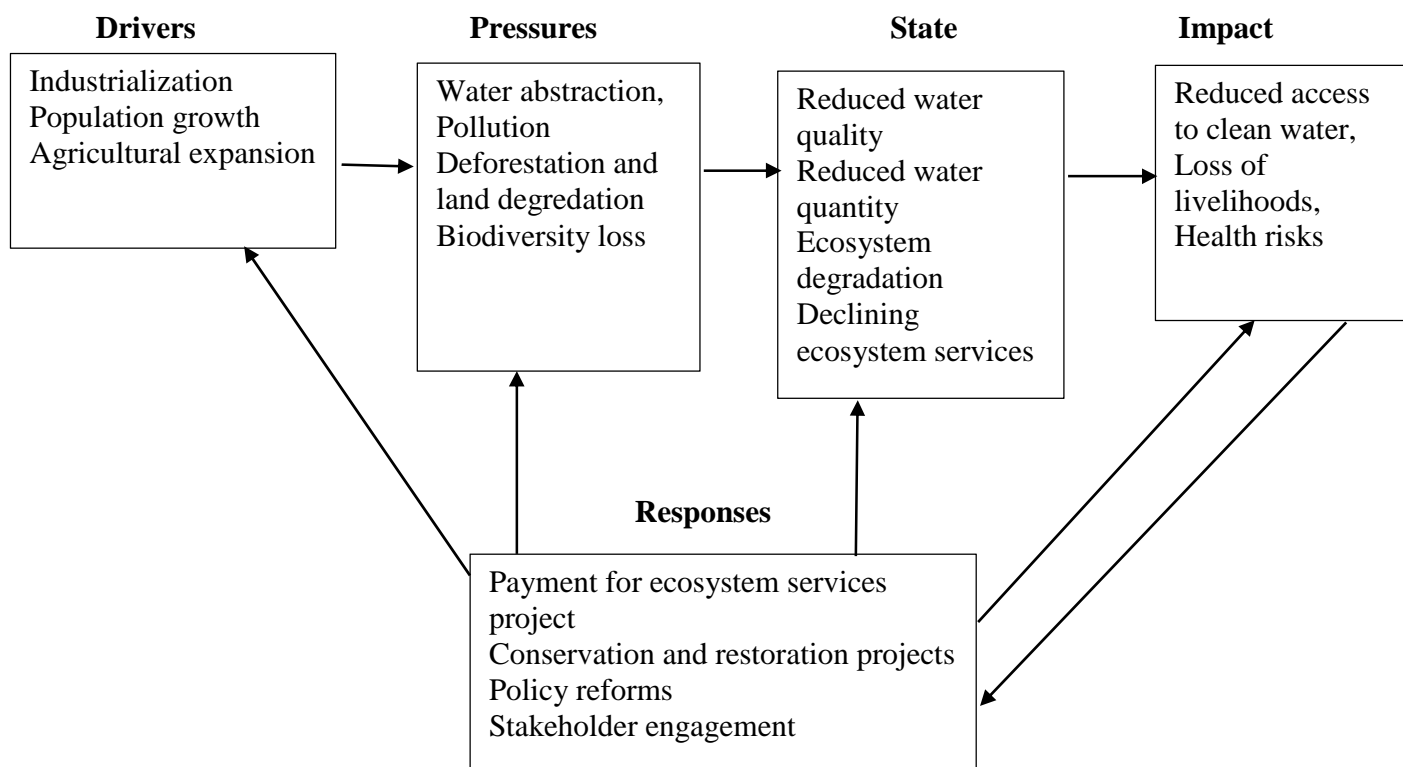 Drivers
Industrialization
Population growth
Agricultural expansion
Pressures
Water abstraction,
Pollution
Deforestation and
land degredation
Biodiversity loss
State
Reduced water
quality
Reduced water
quantity
Ecosystem
degradation
Declining
ecosystem services
Impact
Reduced access
to clean water,
Loss of
livelihoods,
Health risks
Responses
Payment for ecosystem services
project
Conservation and restoration projects
Policy reforms
Stakeholder engagement